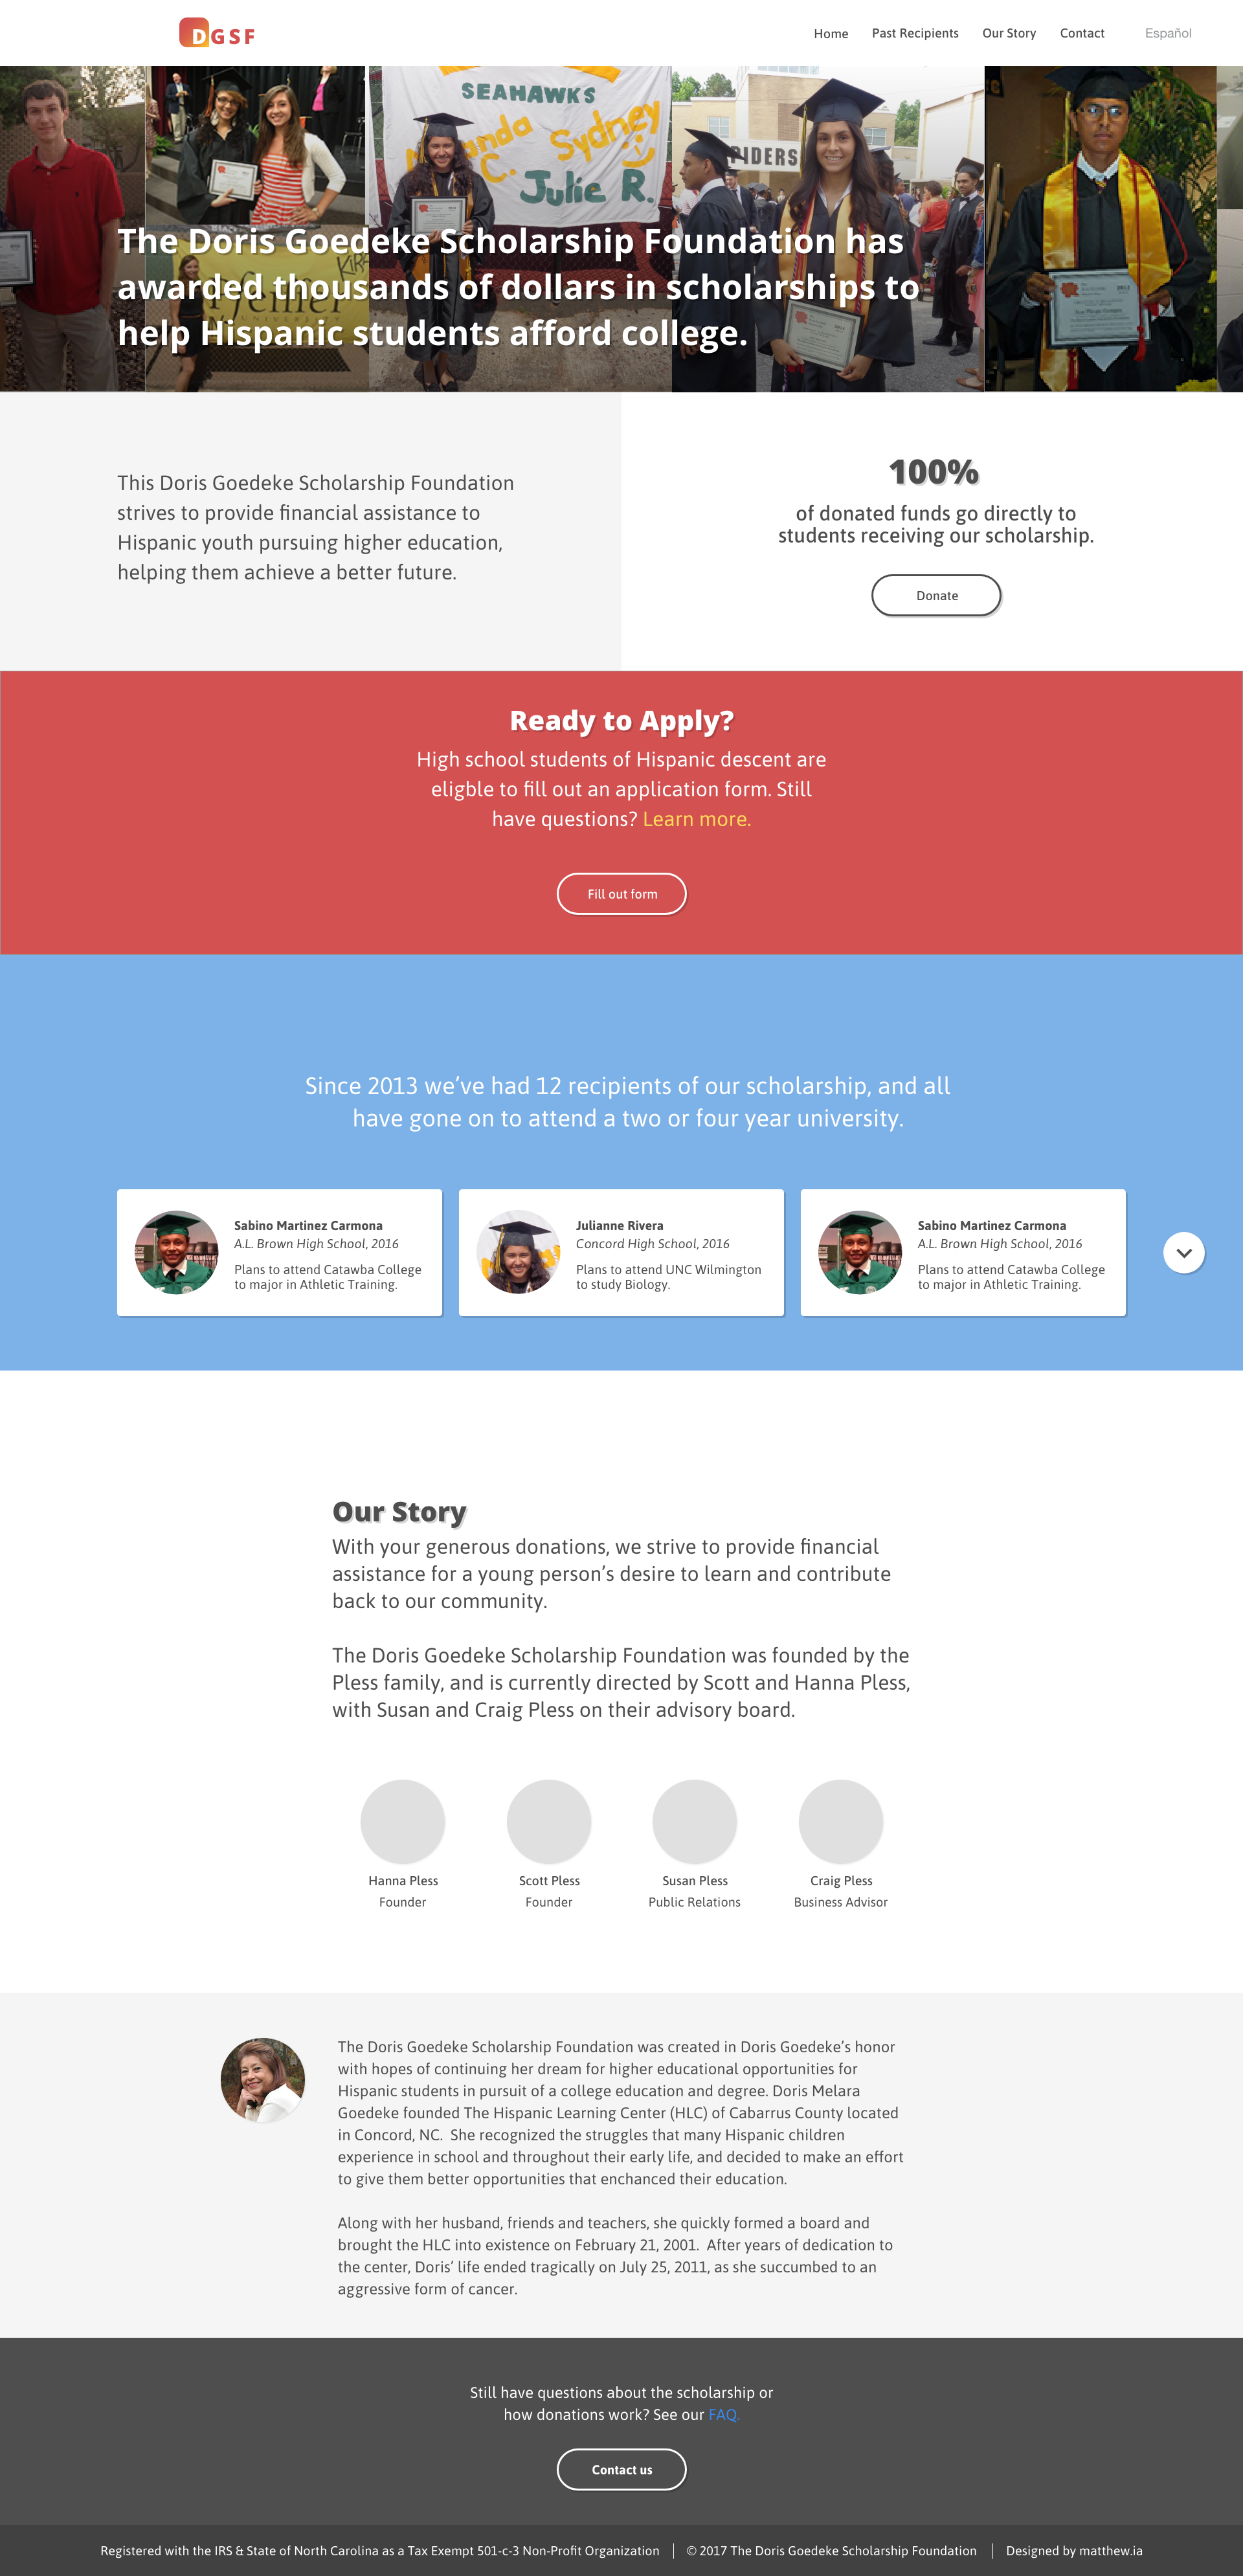 DGSF
Home
Past Recipients
Our Story
Contact
Español
SEAHAWKS
Sydney
C.
Julie R.
RIDERS
The Doris Goedeke Scholarship Foundation has
awarded thousands of dollars in scholarships to
help Hispanic students afford college.
This Doris Goedeke Scholarship Foundation
strives to provide financial assistance to
Hispanic youth pursuing higher education,
helping them achieve a better future.
100%
of donated funds go directly to
students receiving our scholarship.
Donate
Ready to Apply?
High school students of Hispanic descent are
eligble to fill out an application form. Still
have questions? Learn more.
Fill out form
Since 2013 we’ve had 12 recipients of our scholarship, and all
have gone on to attend a two or four year university.
Sabino Martinez Carmona
A.L. Brown High School, 2016
Plans to attend Catawba College
to major in Athletic Training.
Julianne Rivera
Concord High School, 2016
Plans to attend UNC Wilmington
to study Biology.
Sabino Martinez Carmona
A.L. Brown High School, 2016
Plans to attend Catawba College
to major in Athletic Training.
Our Story
With your generous donations, we strive to provide financial
assistance for a young person’s desire to learn and contribute
back to our community.
The Doris Goedeke Scholarship Foundation was founded by the
Pless family, and is currently directed by Scott and Hanna Pless,
with Susan and Craig Pless on their advisory board.
Hanna Pless
Founder
Scott Pless
Founder
Susan Pless
Public Relations
Craig Pless
Business Advisor
The Doris Goedeke Scholarship Foundation was created in Doris Goedeke’s honor
with hopes of continuing her dream for higher educational opportunities for
Hispanic students in pursuit of a college education and degree. Doris Melara
Goedeke founded The Hispanic Learning Center (HLC) of Cabarrus County located
in Concord, NC.  She recognized the struggles that many Hispanic children
experience in school and throughout their early life, and decided to make an effort
to give them better opportunities that enchanced their education.
Along with her husband, friends and teachers, she quickly formed a board and
brought the HLC into existence on February 21, 2001.  After years of dedication to
the center, Doris’ life ended tragically on July 25, 2011, as she succumbed to an
aggressive form of cancer.
Still have questions about the scholarship or
how donations work? See our FAQ.
Contact us
Registered with the IRS & State of North Carolina as a Tax Exempt 501-c-3 Non-Profit Organization
© 2017 The Doris Goedeke Scholarship Foundation
Designed by matthew.ia